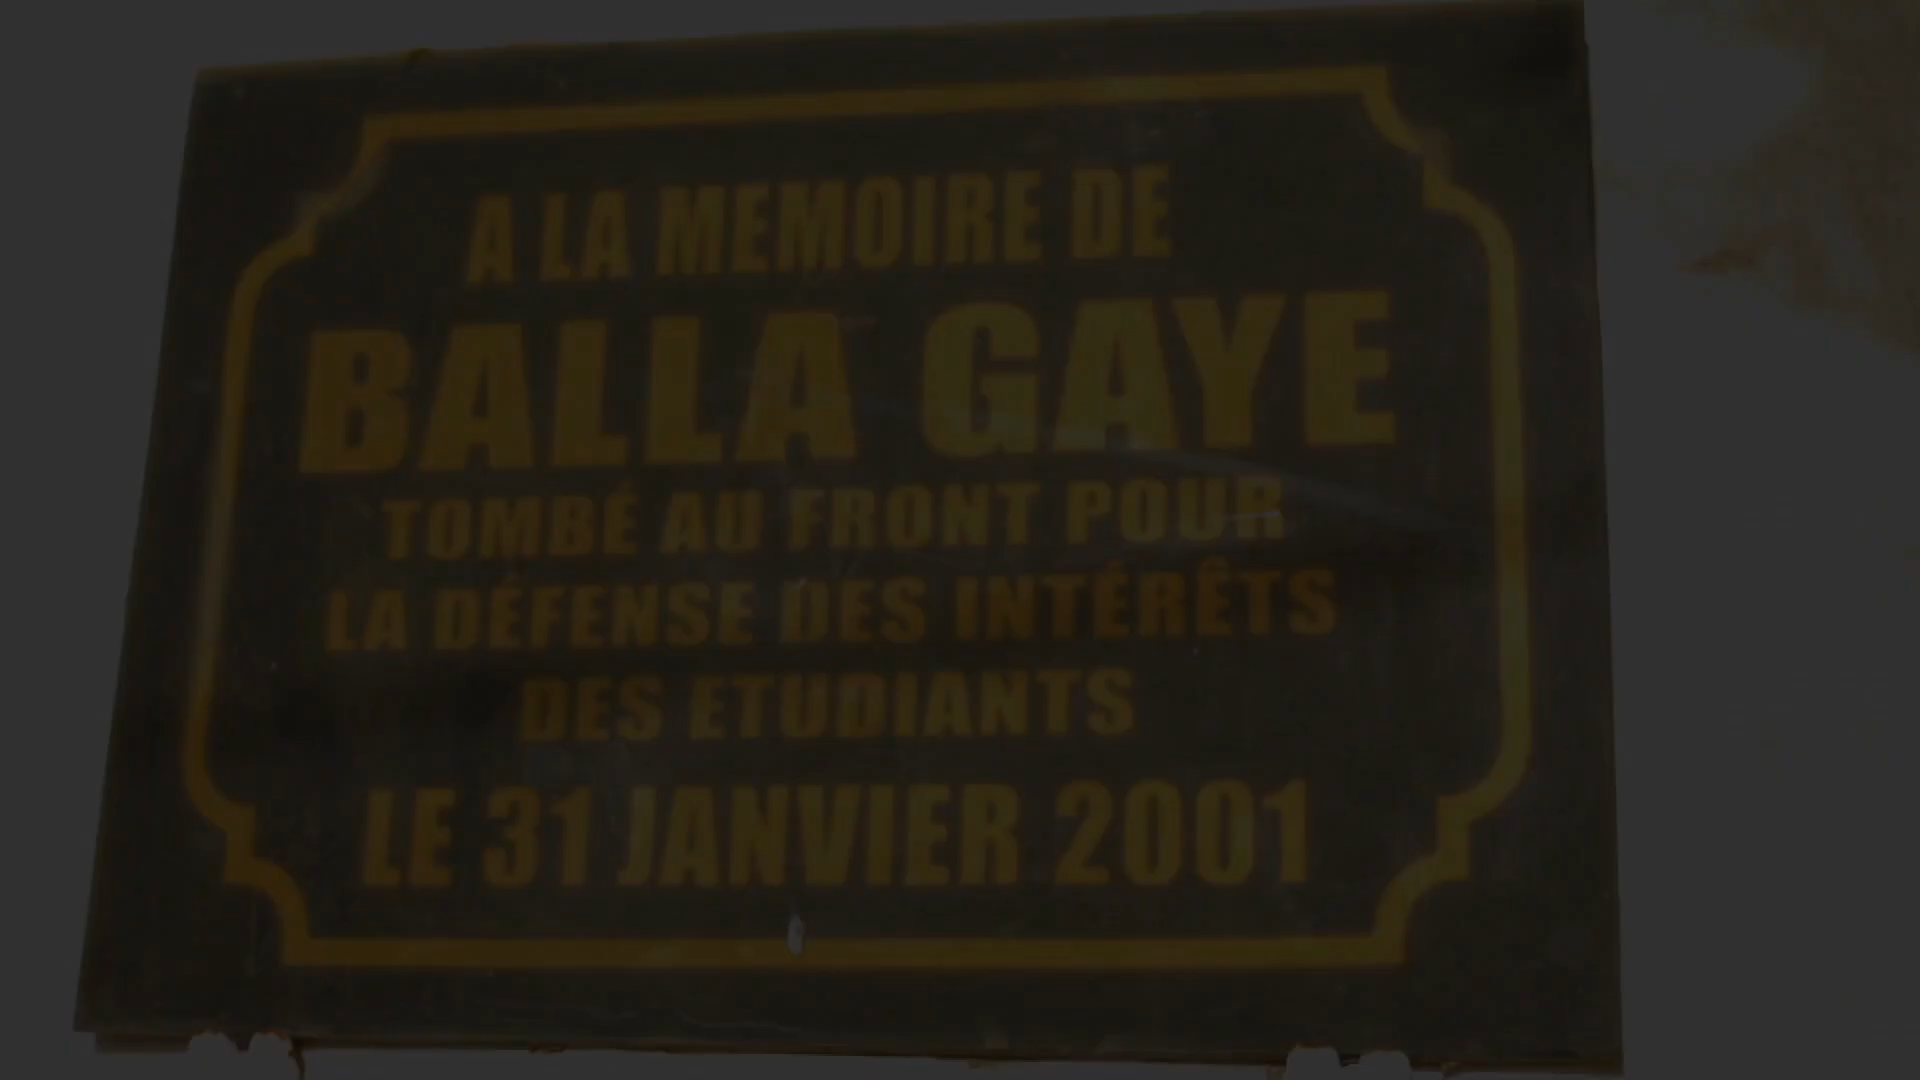 A LA MEMOIRE DE
BALLA GAYE
TOMBÉ AU FRONT POUR
LA DÉFENSE DES INTÉRÊTS
DES ETUDIANTS
LE 31 JANVIER 2001